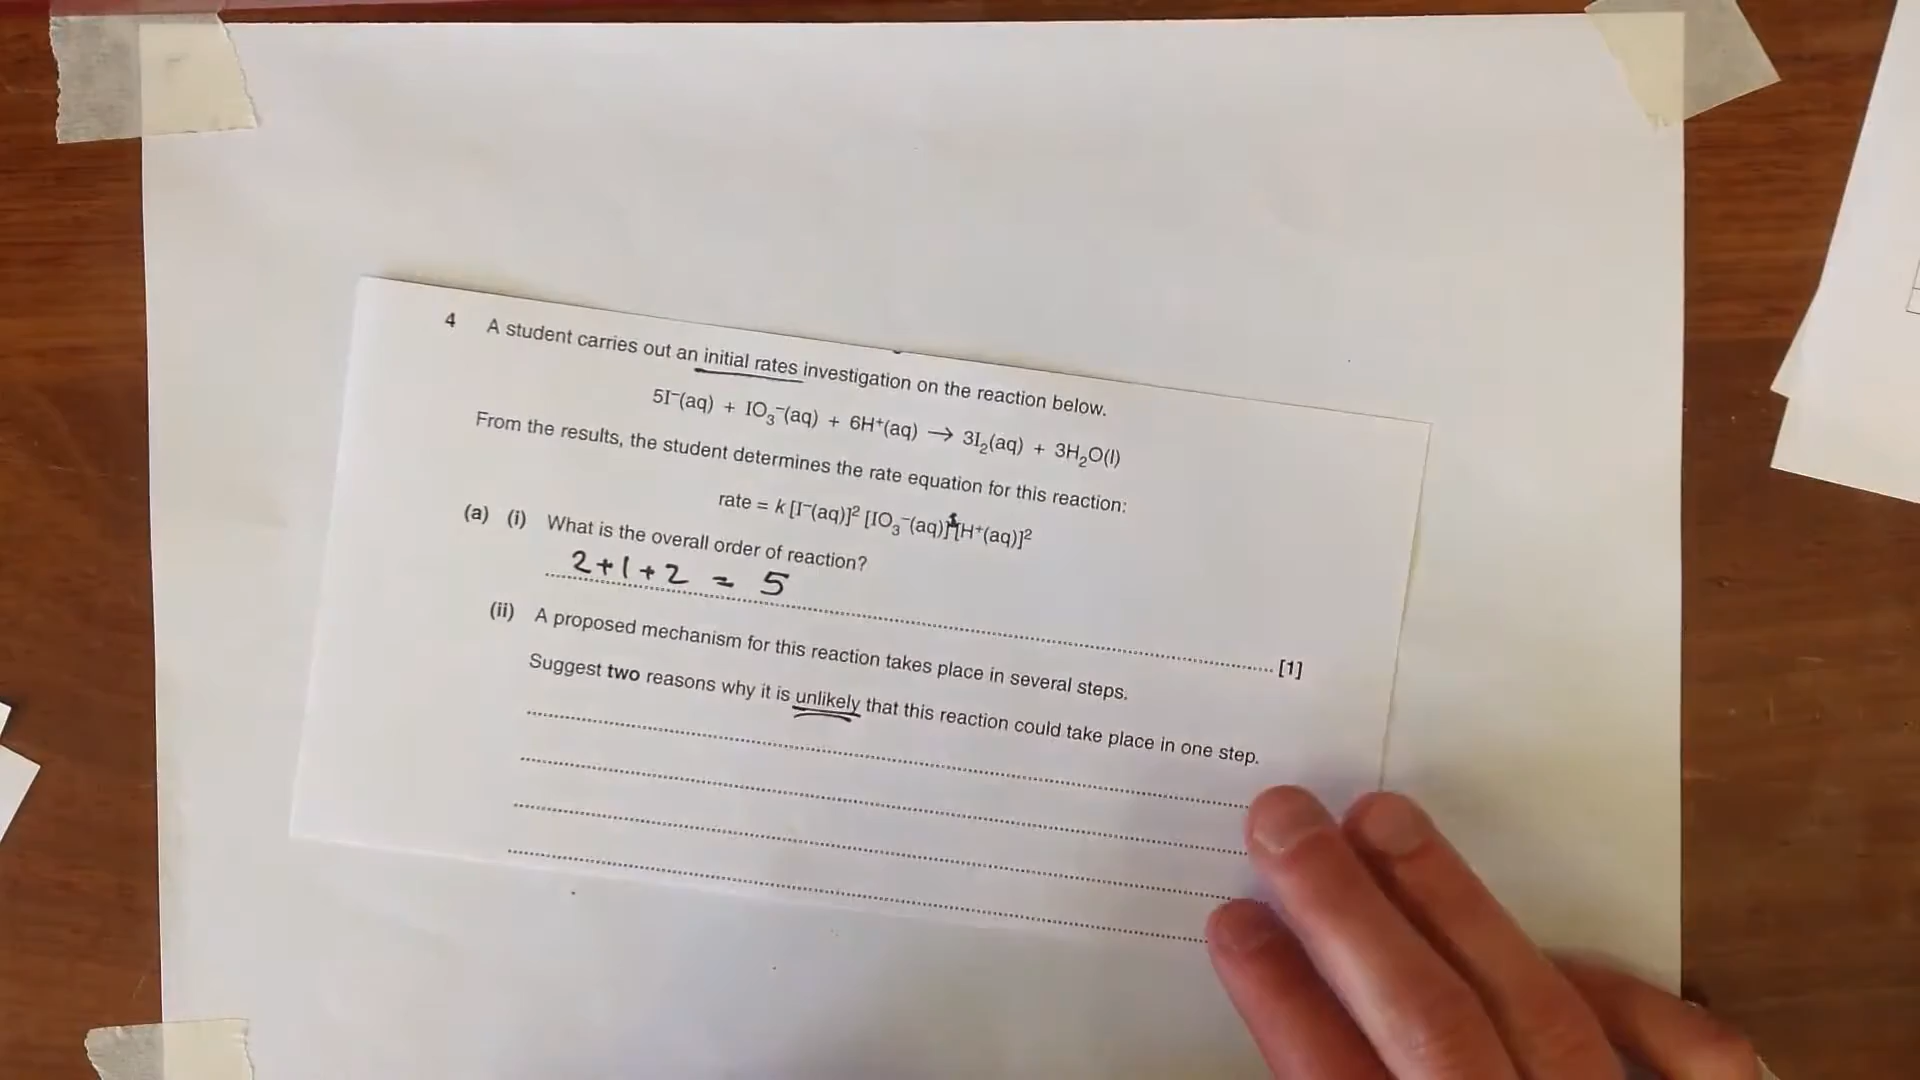 4 A student carries out an initial rates investigation on the reaction below.
5I⁻(aq) + IO₃⁻(aq) + 6H⁺(aq) → 3I₂(aq) + 3H₂O(l)
From the results, the student determines the rate equation for this reaction:
rate = k [I⁻(aq)]² [IO₃⁻(aq)]¹ [H⁺(aq)]²
(a) (i) What is the overall order of reaction?
2+1+2 = 5
[1]
(ii) A proposed mechanism for this reaction takes place in several steps.
Suggest two reasons why it is unlikely that this reaction could take place in one step.